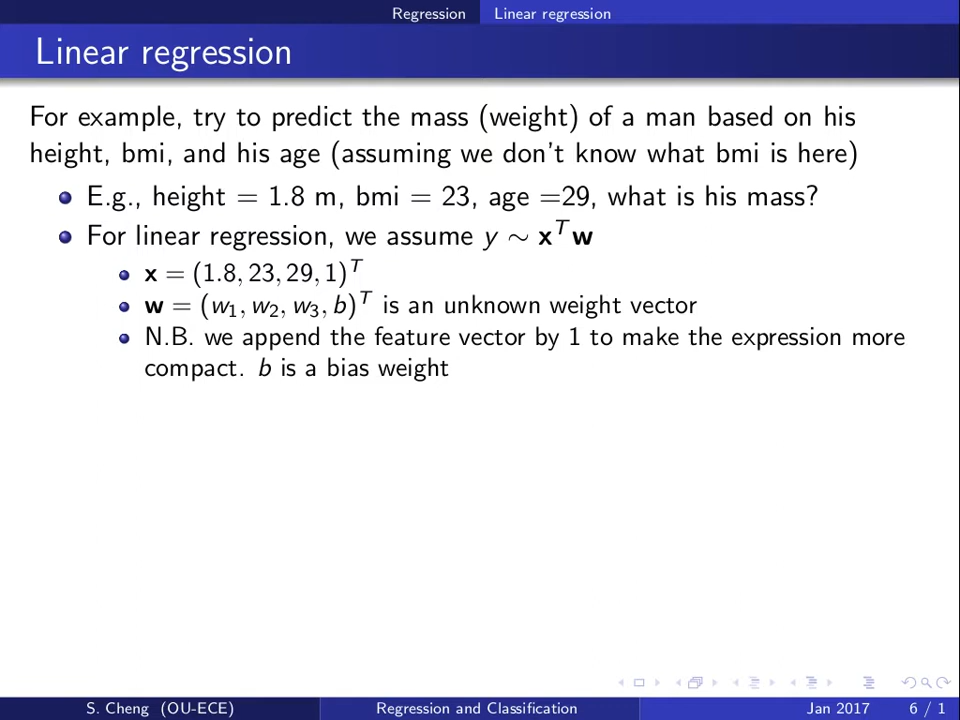 Regression Linear regression
Linear regression
For example, try to predict the mass (weight) of a man based on his
height, bmi, and his age (assuming we don't know what bmi is here)
E.g., height = 1.8 m, bmi = 23, age =29, what is his mass?
For linear regression, we assume y ∼ x^T w
x = (1.8, 23, 29, 1)^T
w = (w₁, w₂, w₃, b)^T is an unknown weight vector
N.B. we append the feature vector by 1 to make the expression more
compact. b is a bias weight
S. Cheng (OU-ECE) Regression and Classification Jan 2017 6 / 1